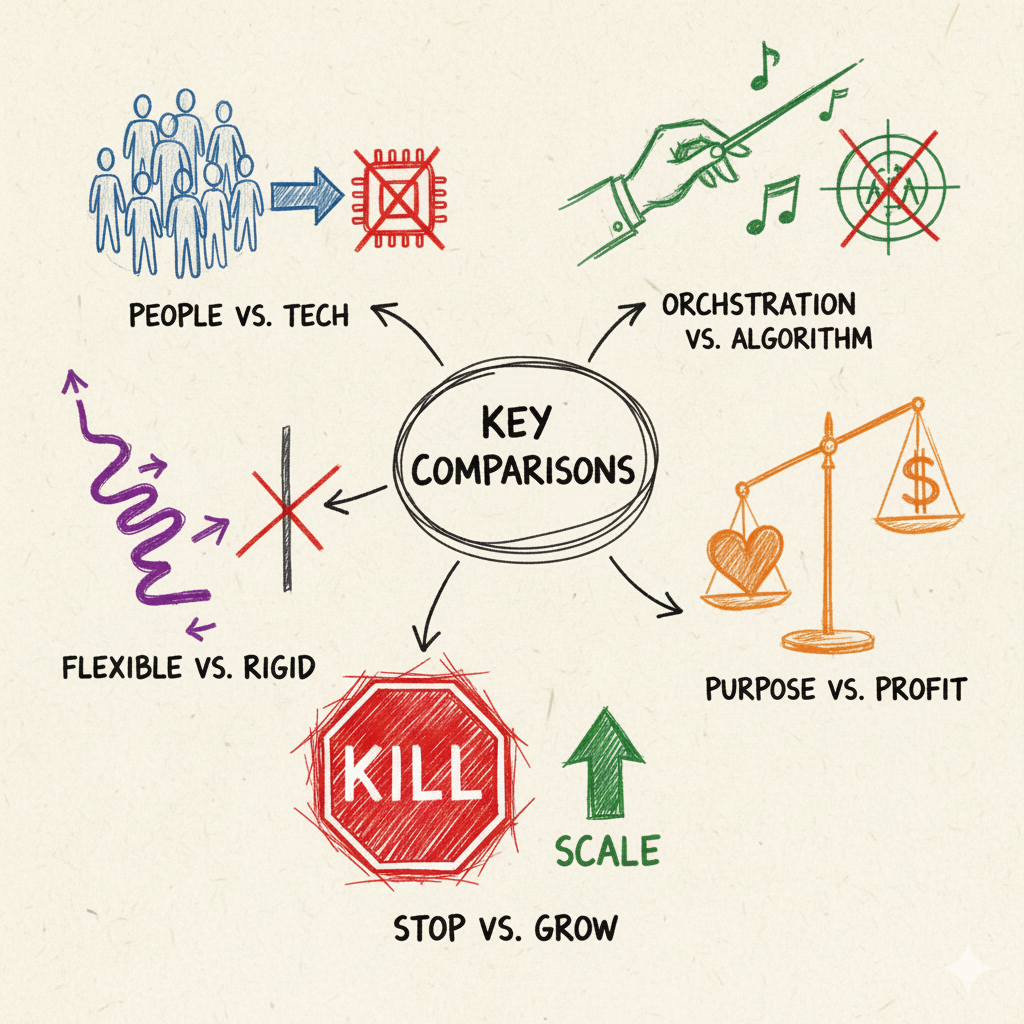 PEOPLE VS. TECH
ORCHSTRATION
VS. ALGORITHM
KEY
COMPARISONS
$
FLEXIBLE VS. RIGID
PURPOSE VS. PROFIT
KILL
SCALE
STOP VS. GROW